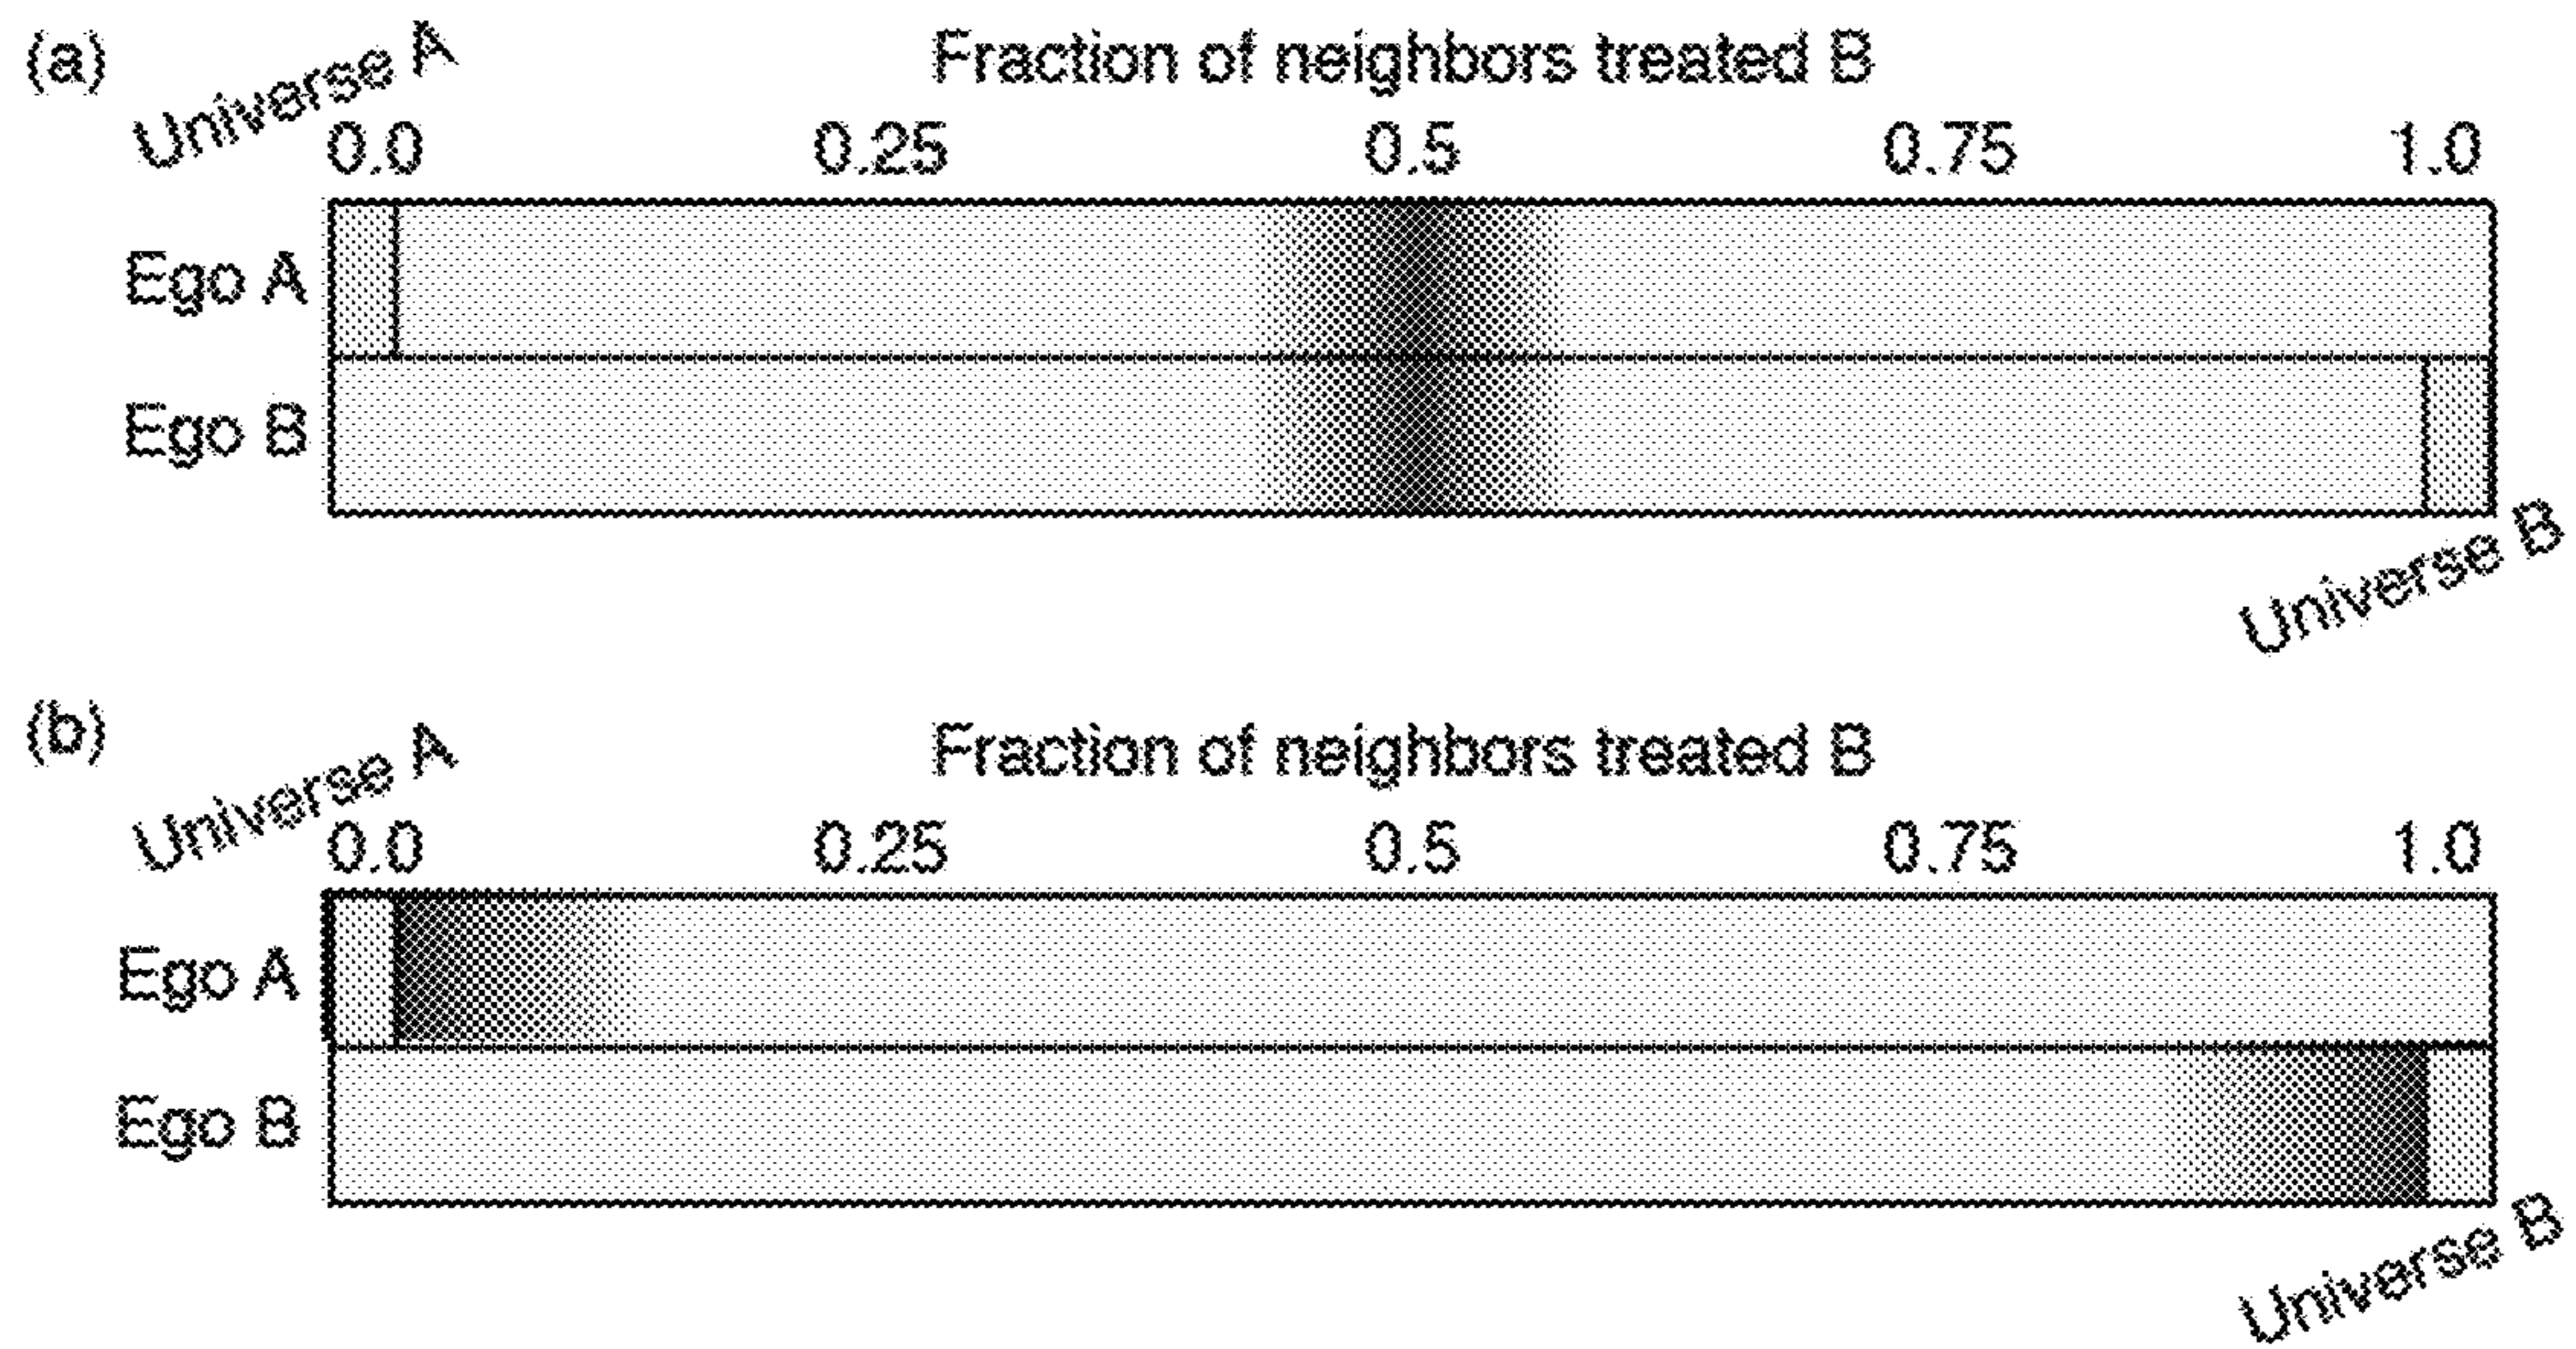 (a)
Universe A
Fraction of neighbors treated B
0.0 0.25 0.5 0.75 1.0
Ego A
Ego B
Universe B
(b)
Universe A
Fraction of neighbors treated B
0.0 0.25 0.5 0.75 1.0
Ego A
Ego B
Universe B